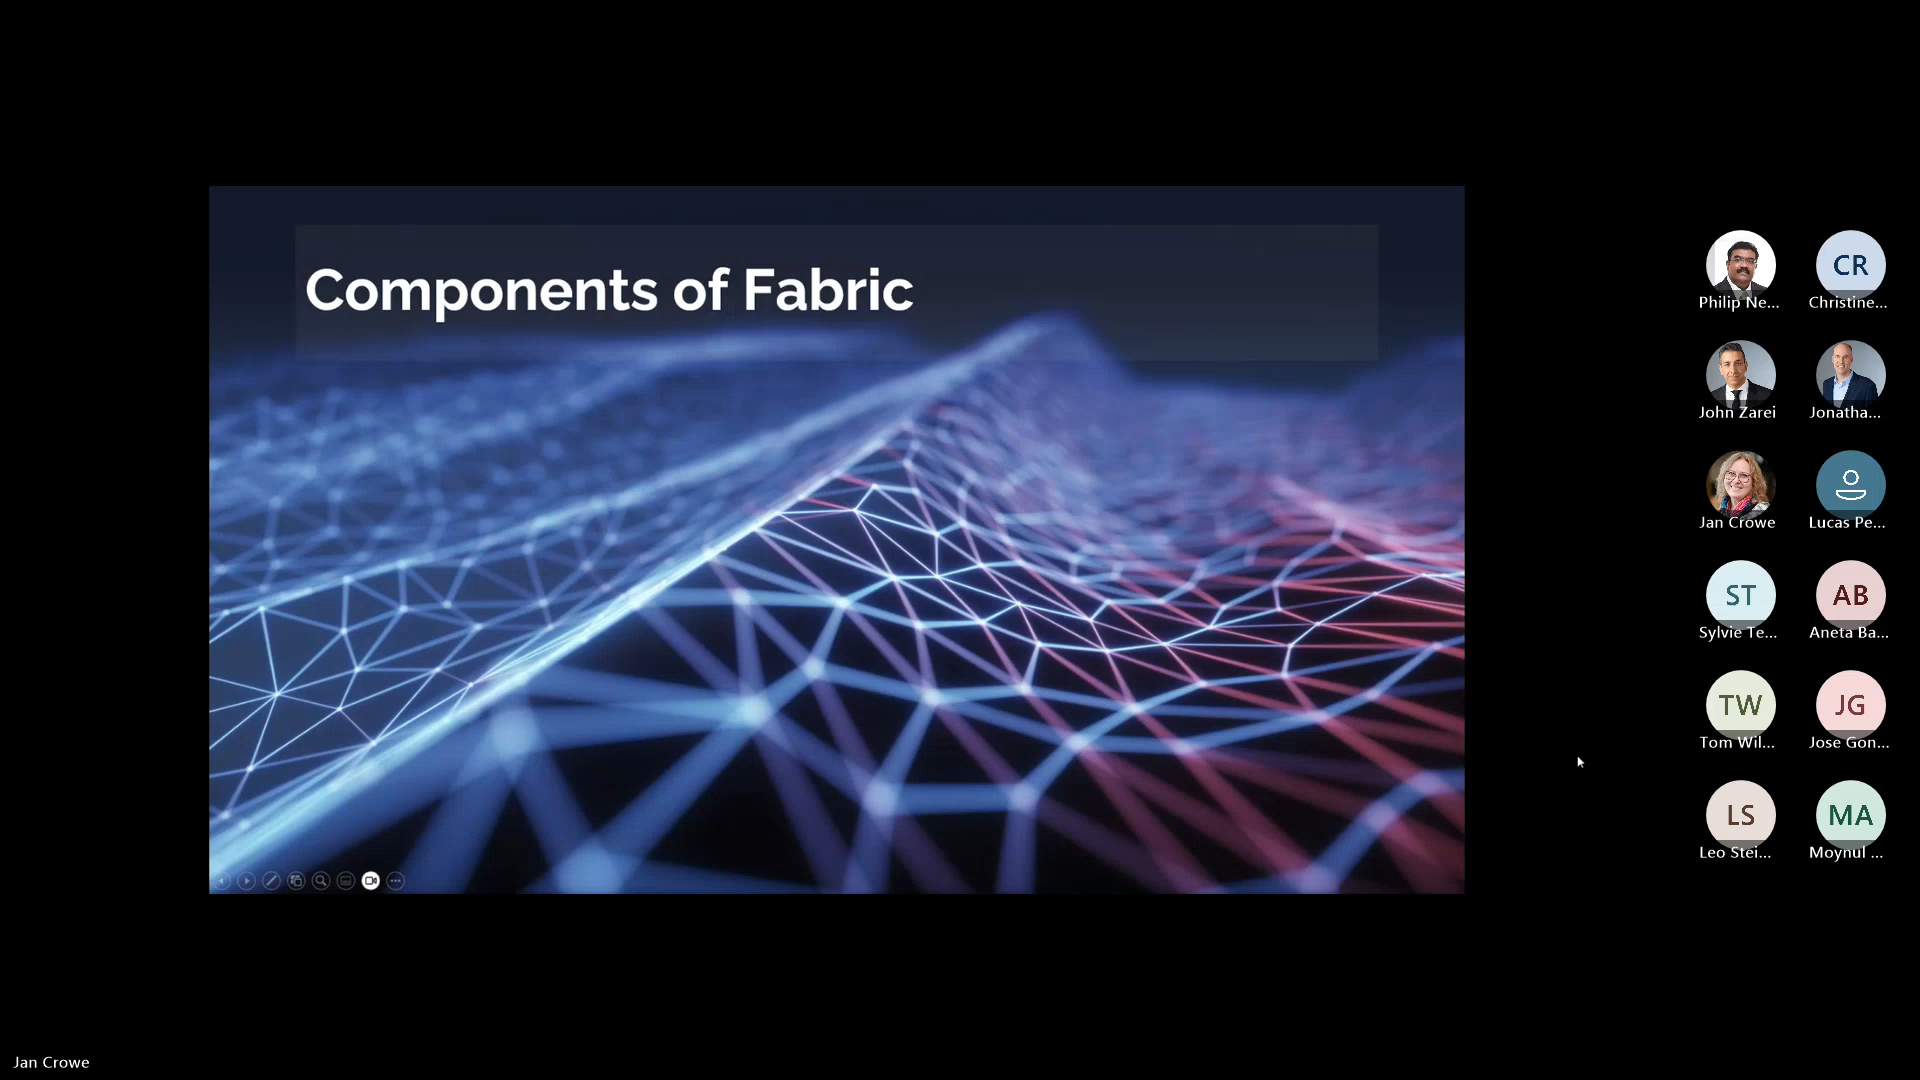 Components of Fabric
Philip Ne...
CR
Christine...
John Zarei
Jonatha...
Jan Crowe
Lucas Pe...
ST
Sylvie Te...
AB
Aneta Ba...
TW
Tom Wil...
JG
Jose Gon...
LS
Leo Stei...
MA
Moynul ...
Jan Crowe